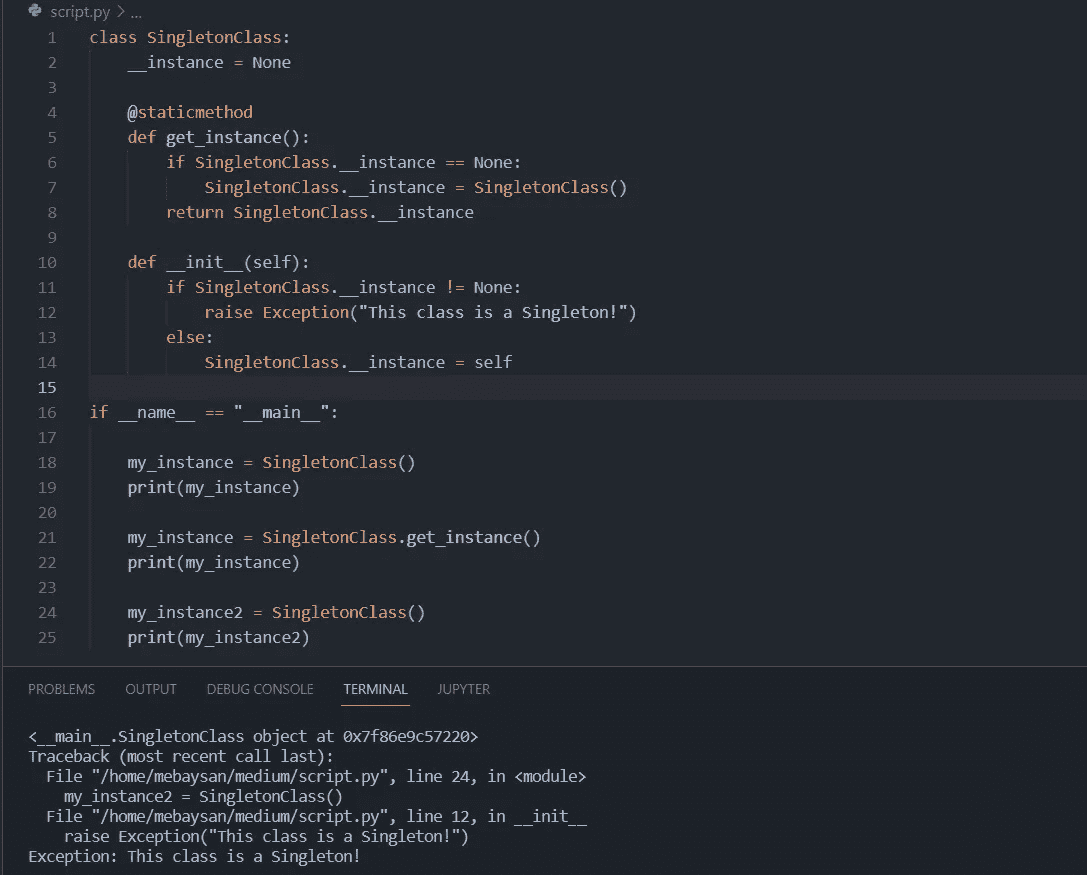 script.py > ...
1 class SingletonClass:
2     __instance = None
3
4     @staticmethod
5     def get_instance():
6         if SingletonClass.__instance == None:
7             SingletonClass.__instance = SingletonClass()
8         return SingletonClass.__instance
9
10     def __init__(self):
11         if SingletonClass.__instance != None:
12             raise Exception("This class is a Singleton!")
13         else:
14             SingletonClass.__instance = self
15
16 if __name__ == "__main__":
17
18     my_instance = SingletonClass()
19     print(my_instance)
20
21     my_instance = SingletonClass.get_instance()
22     print(my_instance)
23
24     my_instance2 = SingletonClass()
25     print(my_instance2)
PROBLEMS OUTPUT DEBUG CONSOLE TERMINAL JUPYTER
<__main__.SingletonClass object at 0x7f86e9c57220>
Traceback (most recent call last):
  File "/home/mebaysan/medium/script.py", line 24, in <module>
    my_instance2 = SingletonClass()
  File "/home/mebaysan/medium/script.py", line 12, in __init__
    raise Exception("This class is a Singleton!")
Exception: This class is a Singleton!